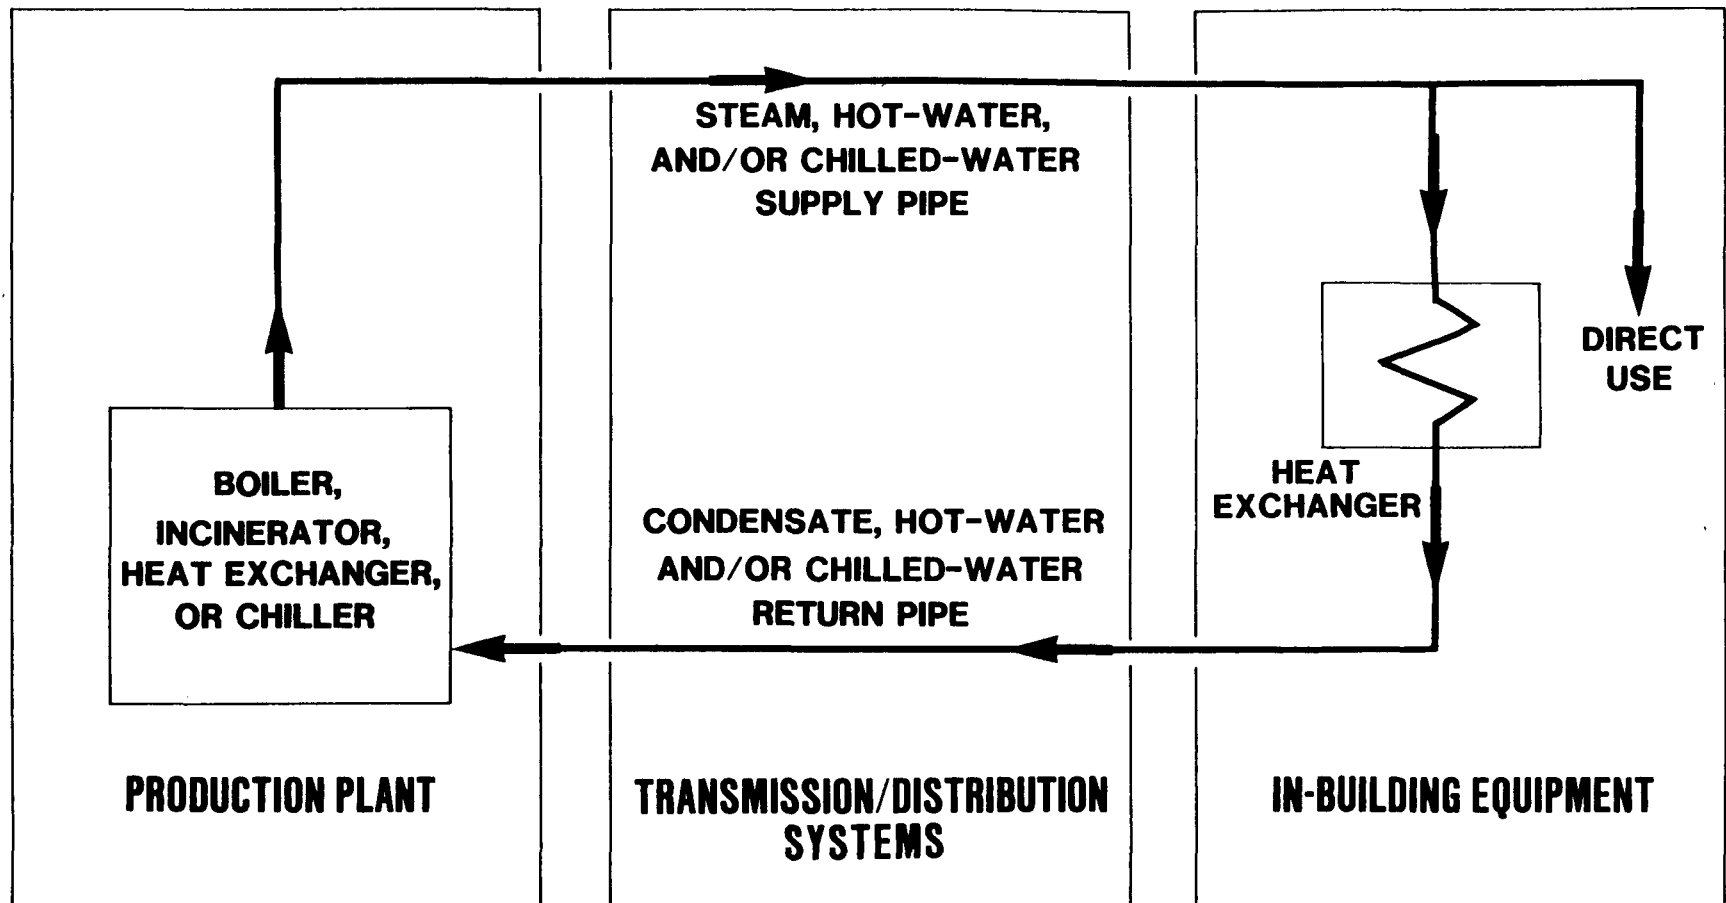 STEAM, HOT-WATER,
AND/OR CHILLED-WATER
SUPPLY PIPE
DIRECT
USE
HEAT
EXCHANGER
BOILER,
INCINERATOR,
HEAT EXCHANGER,
OR CHILLER
CONDENSATE, HOT-WATER
AND/OR CHILLED-WATER
RETURN PIPE
PRODUCTION PLANT
TRANSMISSION/DISTRIBUTION
SYSTEMS
IN-BUILDING EQUIPMENT